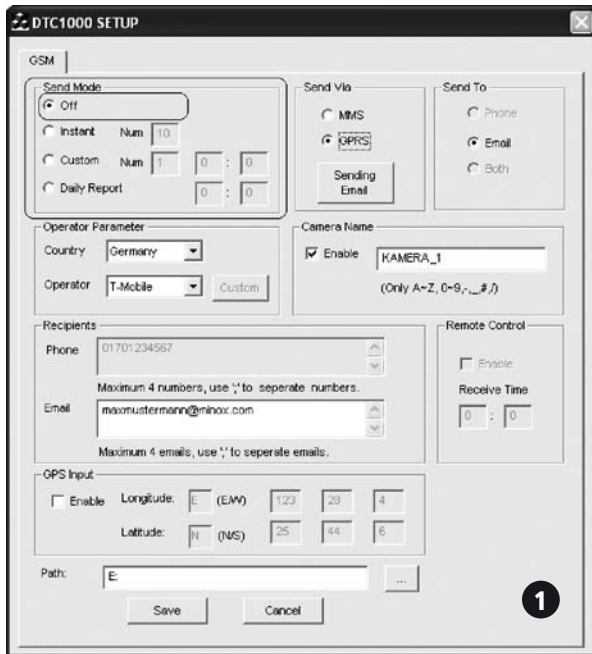 DTC1000 SETUP
GSM
Send Mode
Off
Instant Num 10
Custom Num 1 0 : 0
Daily Report 0 : 0
Send Via
MMS
GPRS
Sending
Email
Send To
Phone
Email
Both
Operator Parameter
Country Germany
Operator T-Mobile Custom
Camera Name
Enable KAMERA_1
(Only A~Z, 0~9,-,_,#,/)
Recipients
Phone 01701234567
Maximum 4 numbers, use ';' to seperate numbers.
Email maxmustermann@minox.com
Maximum 4 emails, use ';' to seperate emails.
Remote Control
Enable
Receive Time
0 : 0
GPS Input
Enable Longitude: E (E/W) 123 23 4
Latitude: N (N/S) 25 44 6
Path: E: ...
Save Cancel
1